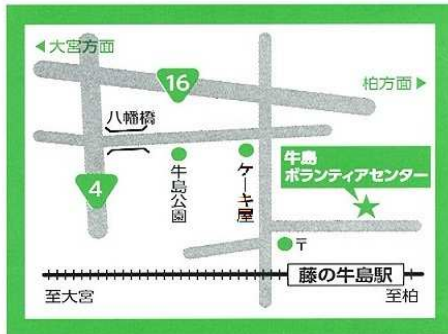 ◀大宮方面
16
柏方面▶
八幡橋
4
牛島公園
ケーキ屋
牛島
ボランティアセンター
〒
藤の牛島駅
至大宮
至柏